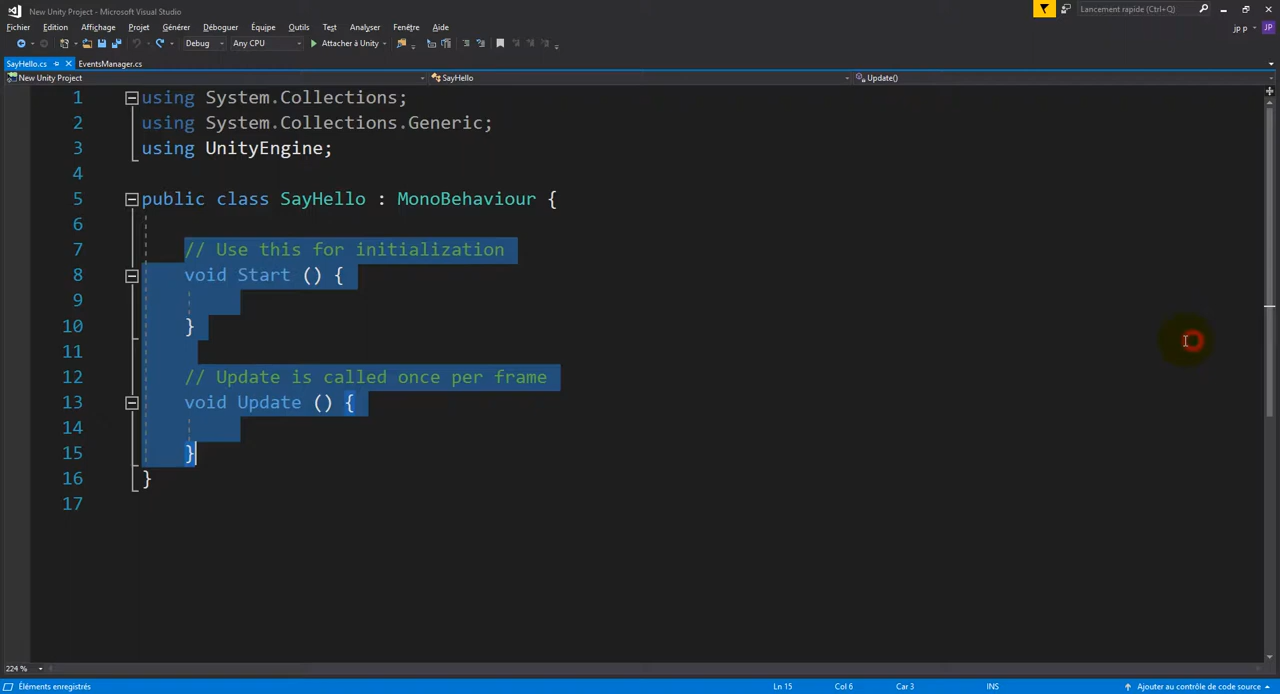 New Unity Project - Microsoft Visual Studio
Lancement rapide (Ctrl+Q)
Fichier Edition Affichage Projet Générer Déboguer Équipe Outils Test Analyser Fenêtre Aide
jp p JP
Debug Any CPU Attacher à Unity
SayHello.cs EventsManager.cs
New Unity Project SayHello Update()
1 using System.Collections;
2 using System.Collections.Generic;
3 using UnityEngine;
4
5 public class SayHello : MonoBehaviour {
6
7 // Use this for initialization
8 void Start () {
9
10 }
11
12 // Update is called once per frame
13 void Update () {
14
15 }
16 }
17
224 %
Éléments enregistrés Ln 15 Col 6 Car 3 INS Ajouter au contrôle de code source